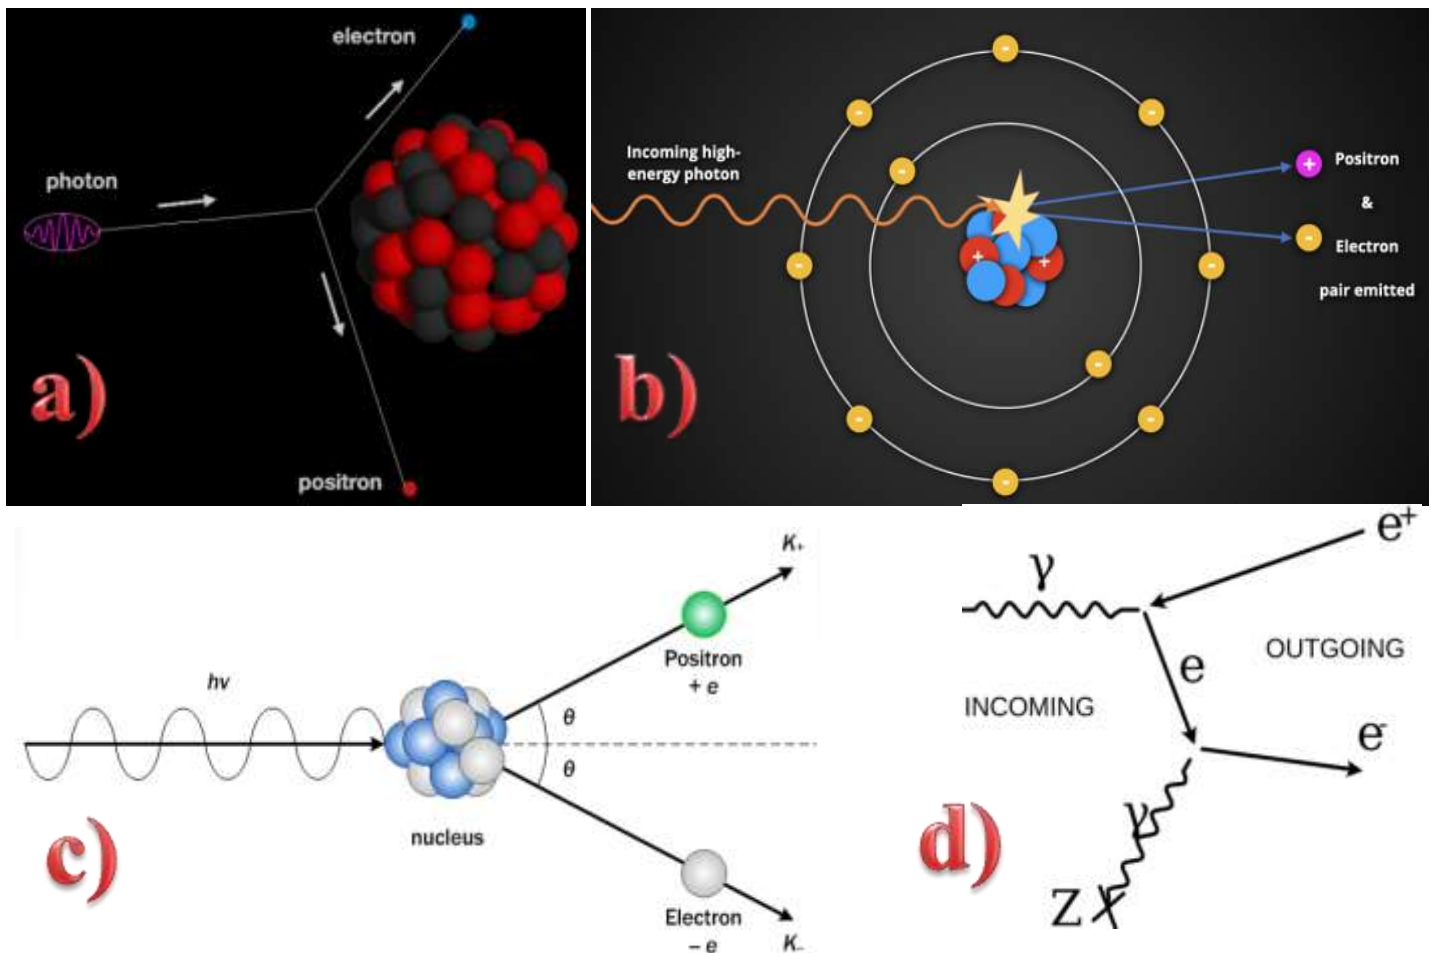 electron
photon
positron
a)
Incoming high-
energy photon
Positron
&
Electron
pair emitted
+
-
-
-
-
-
-
-
-
-
-
-
+
+
b)
hν
K₊
Positron
+ e
θ
θ
nucleus
Electron
– e
K₋
c)
γ
e⁺
e
OUTGOING
INCOMING
e⁻
γ
Z
d)